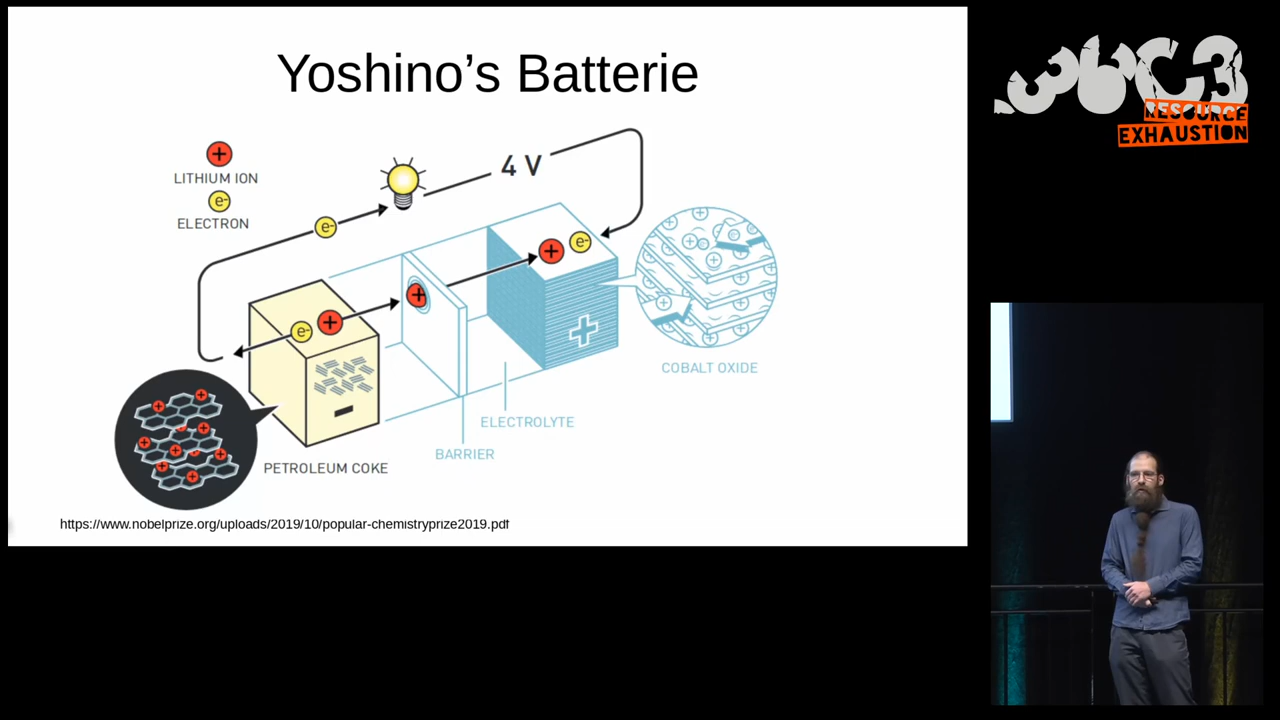 Yoshino’s Batterie
LITHIUM ION
e-
ELECTRON
e-
4 V
e-
e-
COBALT OXIDE
ELECTROLYTE
BARRIER
PETROLEUM COKE
https://www.nobelprize.org/uploads/2019/10/popular-chemistryprize2019.pdf
36C3
RESOURCE
EXHAUSTION